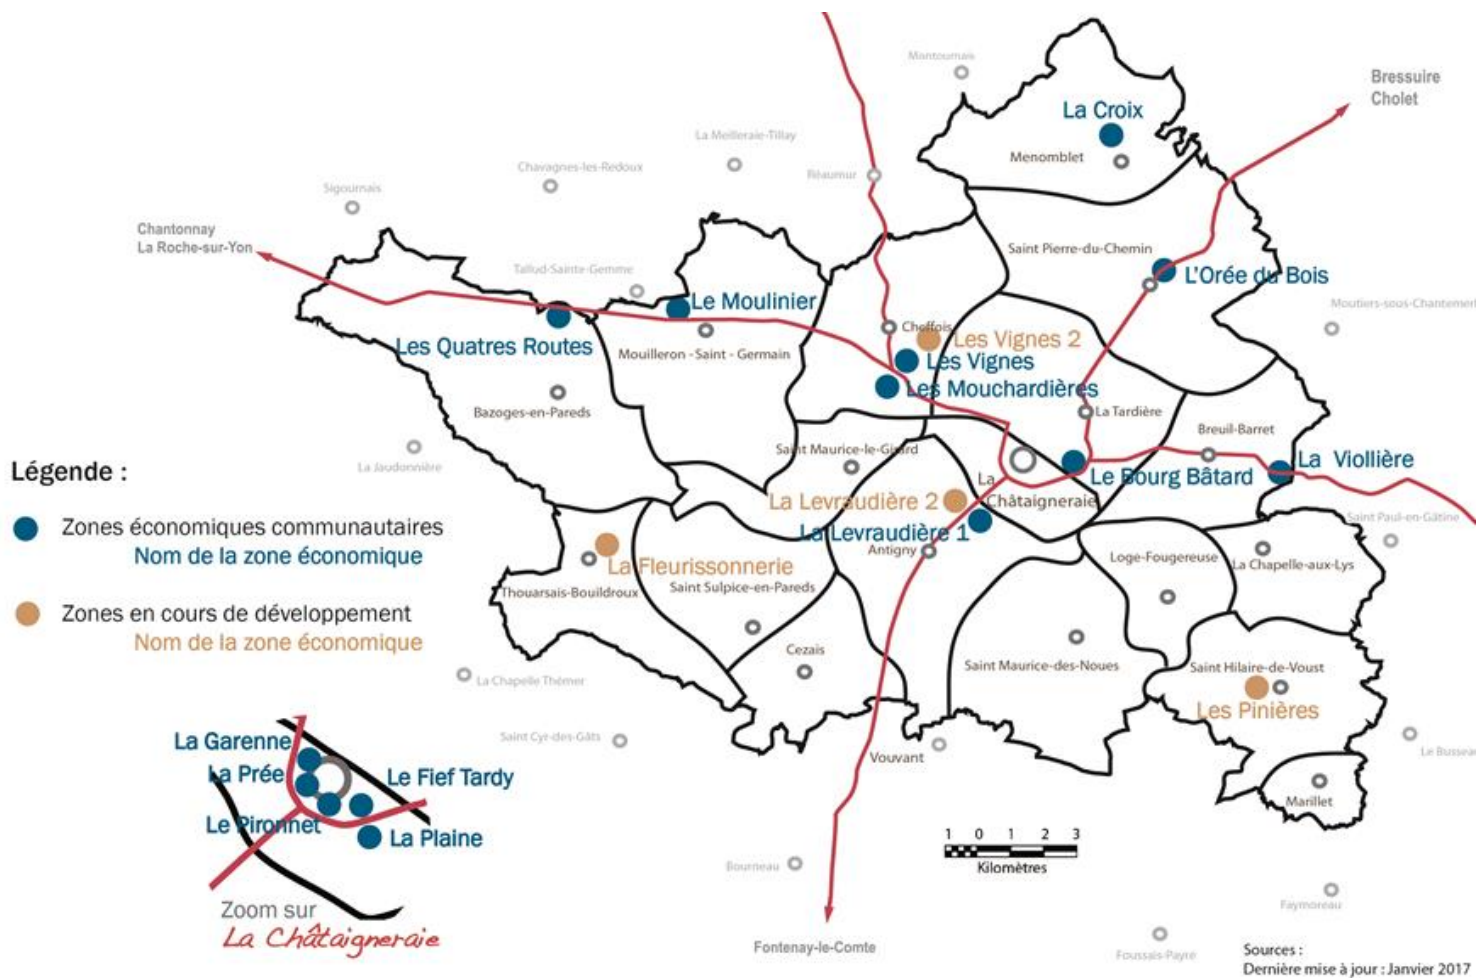 Montournais
Bressuire
Cholet
La Croix
Menomblet
La Meilleraie-Tillay
Chavagnes-les-Redoux
Réaumur
Sigournais
Chantonnay
La Roche-sur-Yon
Saint Pierre-du-Chemin
Tallud-Sainte-Gemme
L'Orée du Bois
Le Moulinier
Moutiers-sous-Chantemerl
Cheffois
Les Vignes 2
Les Quatres Routes
Mouilleron - Saint - Germain
Les Vignes
Les Mouchardières
Bazoges-en-Pareds
La Tardière
Breuil-Barret
Saint Maurice-le-Girard
La Jaudonnière
La Viollière
Le Bourg Bâtard
La
Châtaigneraie
Légende :
La Levraudière 2
Saint Paul-en-Gâtine
Zones économiques communautaires
Nom de la zone économique
La Levraudière 1
Antigny
Loge-Fougereuse
La Chapelle-aux-Lys
La Fleurissonnerie
Thouarsais-Bouildroux
Saint Sulpice-en-Pareds
Zones en cours de développement
Nom de la zone économique
Cezais
Saint Maurice-des-Noues
Saint Hilaire-de-Voust
La Chapelle Thémer
Les Pinières
Saint Cyr-des-Gâts
Vouvant
Le Busseau
La Garenne
La Prée
Le Fief Tardy
Le Pironnet
La Plaine
Marillet
1 0 1 2 3
Kilomètres
Bourneau
Faymoreau
Zoom sur
La Châtaigneraie
Fontenay-le-Comte
Foussais-Payré
Sources :
Dernière mise à jour : Janvier 2017